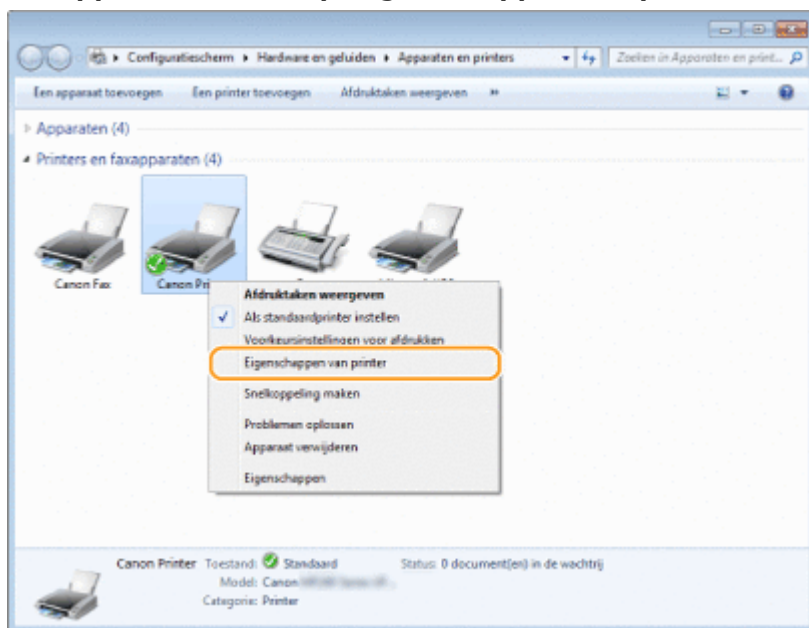 Configuratiescherm ▸ Hardware en geluiden ▸ Apparaten en printers
Zoeken in Apparaten en print...
Een apparaat toevoegen Een printer toevoegen Afdruktaken weergeven »
Apparaten (4)
Printers en faxapparaten (4)
Canon Fax Canon Pri
Afdruktaken weergeven
Als standaardprinter instellen
Voorkeursinstellingen voor afdrukken
Eigenschappen van printer
Snelkoppeling maken
Problemen oplossen
Apparaat verwijderen
Eigenschappen
Canon Printer Toestand: Standaard Status: 0 document(en) in de wachtrij
Model: Canon
Categorie: Printer